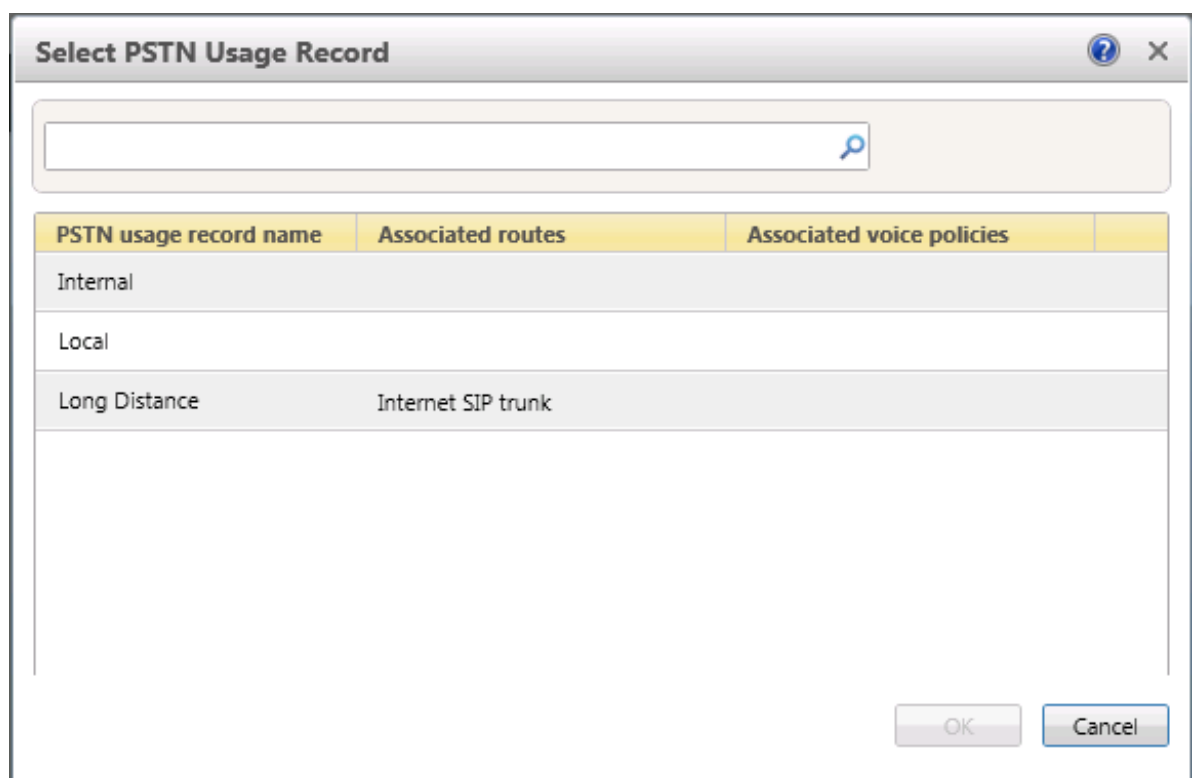 Select PSTN Usage Record
PSTN usage record name Associated routes Associated voice policies
Internal
Local
Long Distance Internet SIP trunk
OK Cancel